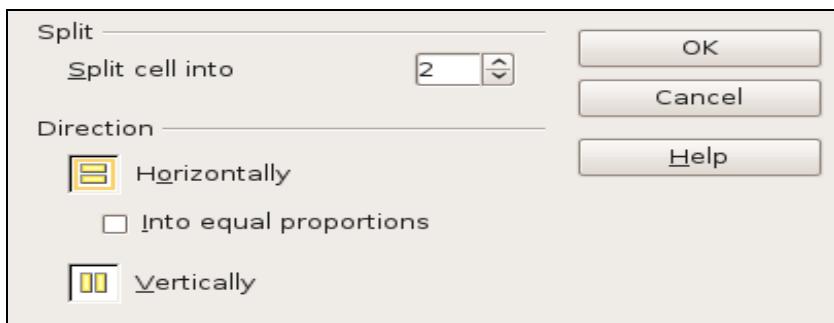 Split
Split cell into 2
Direction
Horizontally
Into equal proportions
Vertically
OK
Cancel
Help